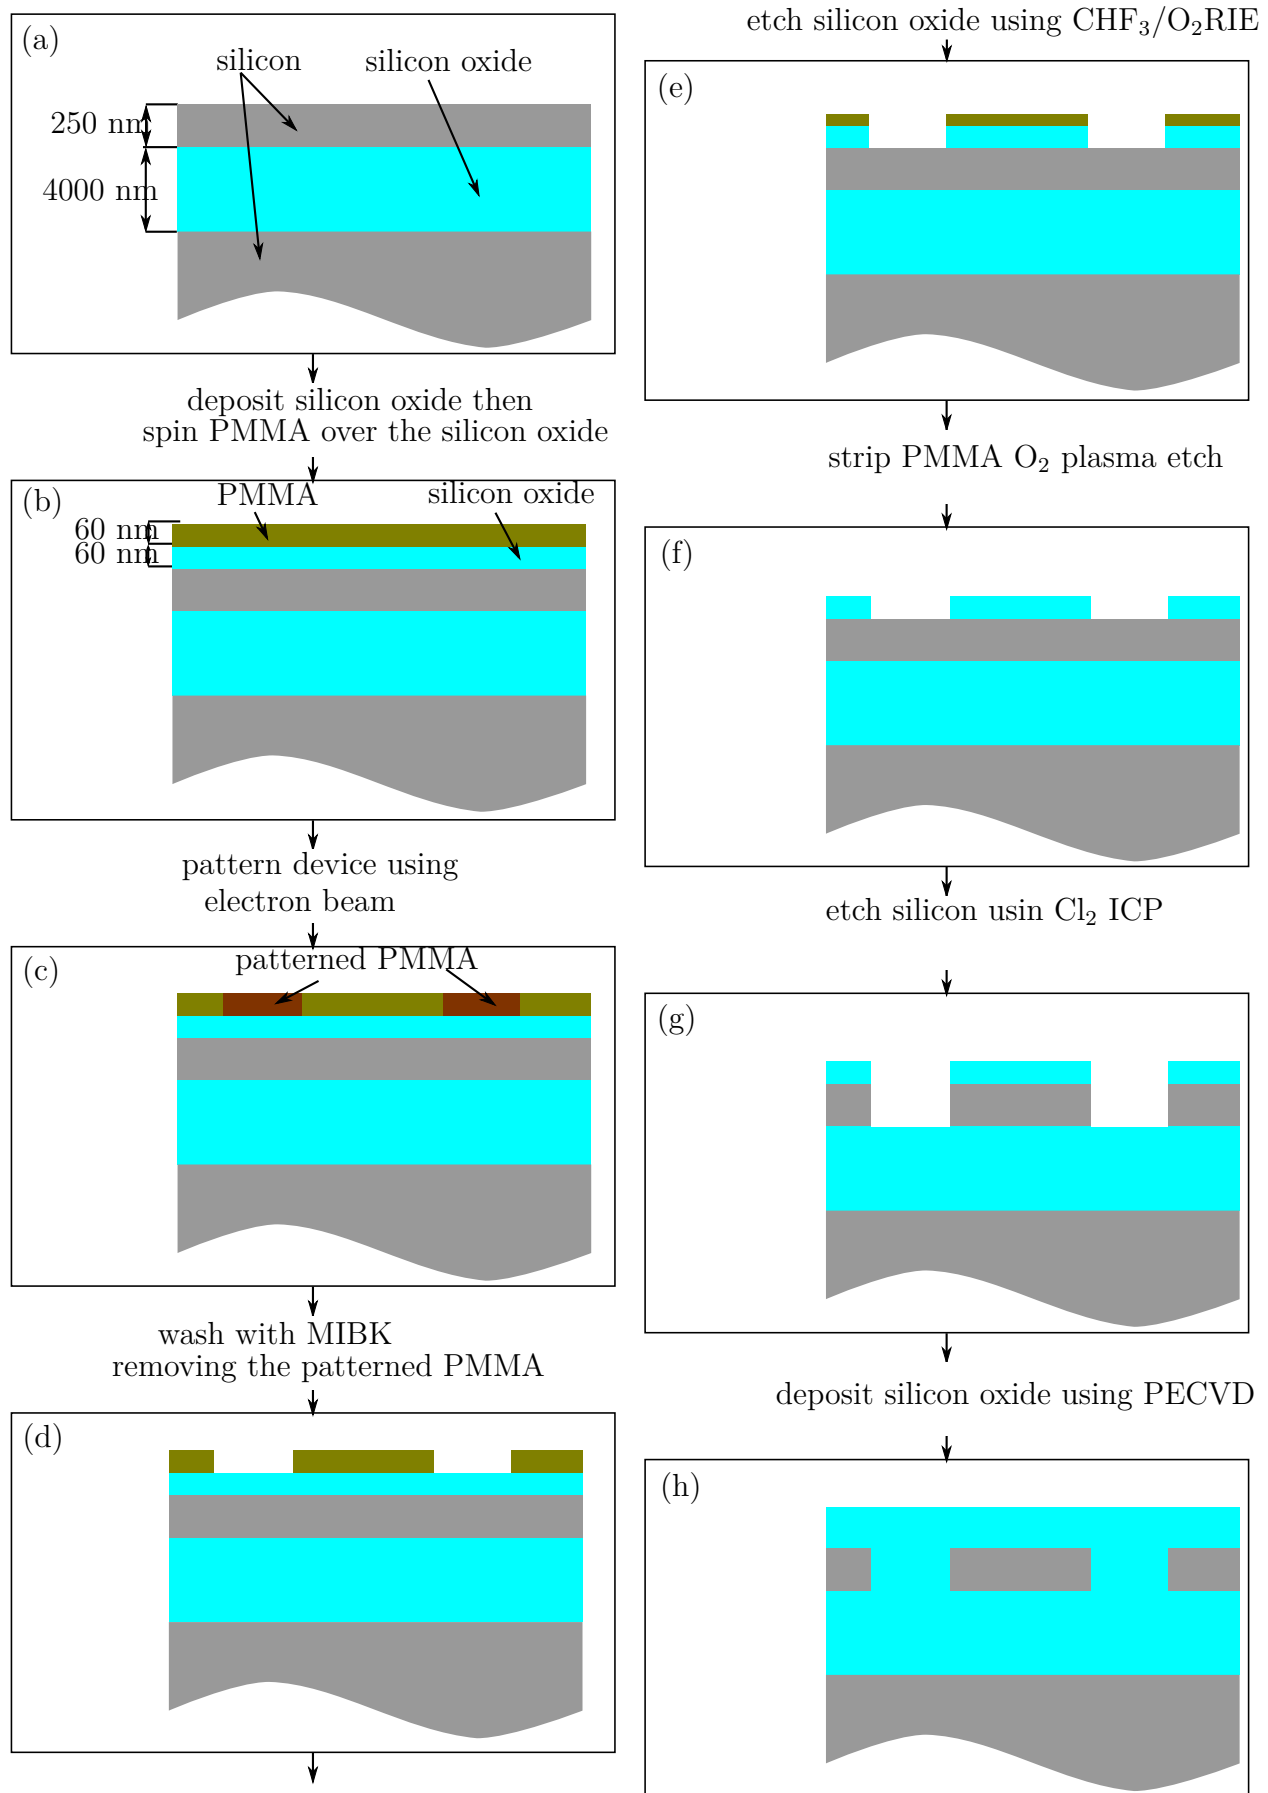 (a)
silicon
silicon oxide
250 nm
4000 nm
deposit silicon oxide then
spin PMMA over the silicon oxide
(b)
PMMA
silicon oxide
60 nm
60 nm
pattern device using
electron beam
(c)
patterned PMMA
wash with MIBK
removing the patterned PMMA
(d)
etch silicon oxide using CHF₃/O₂RIE
(e)
strip PMMA O₂ plasma etch
(f)
etch silicon usin Cl₂ ICP
(g)
deposit silicon oxide using PECVD
(h)